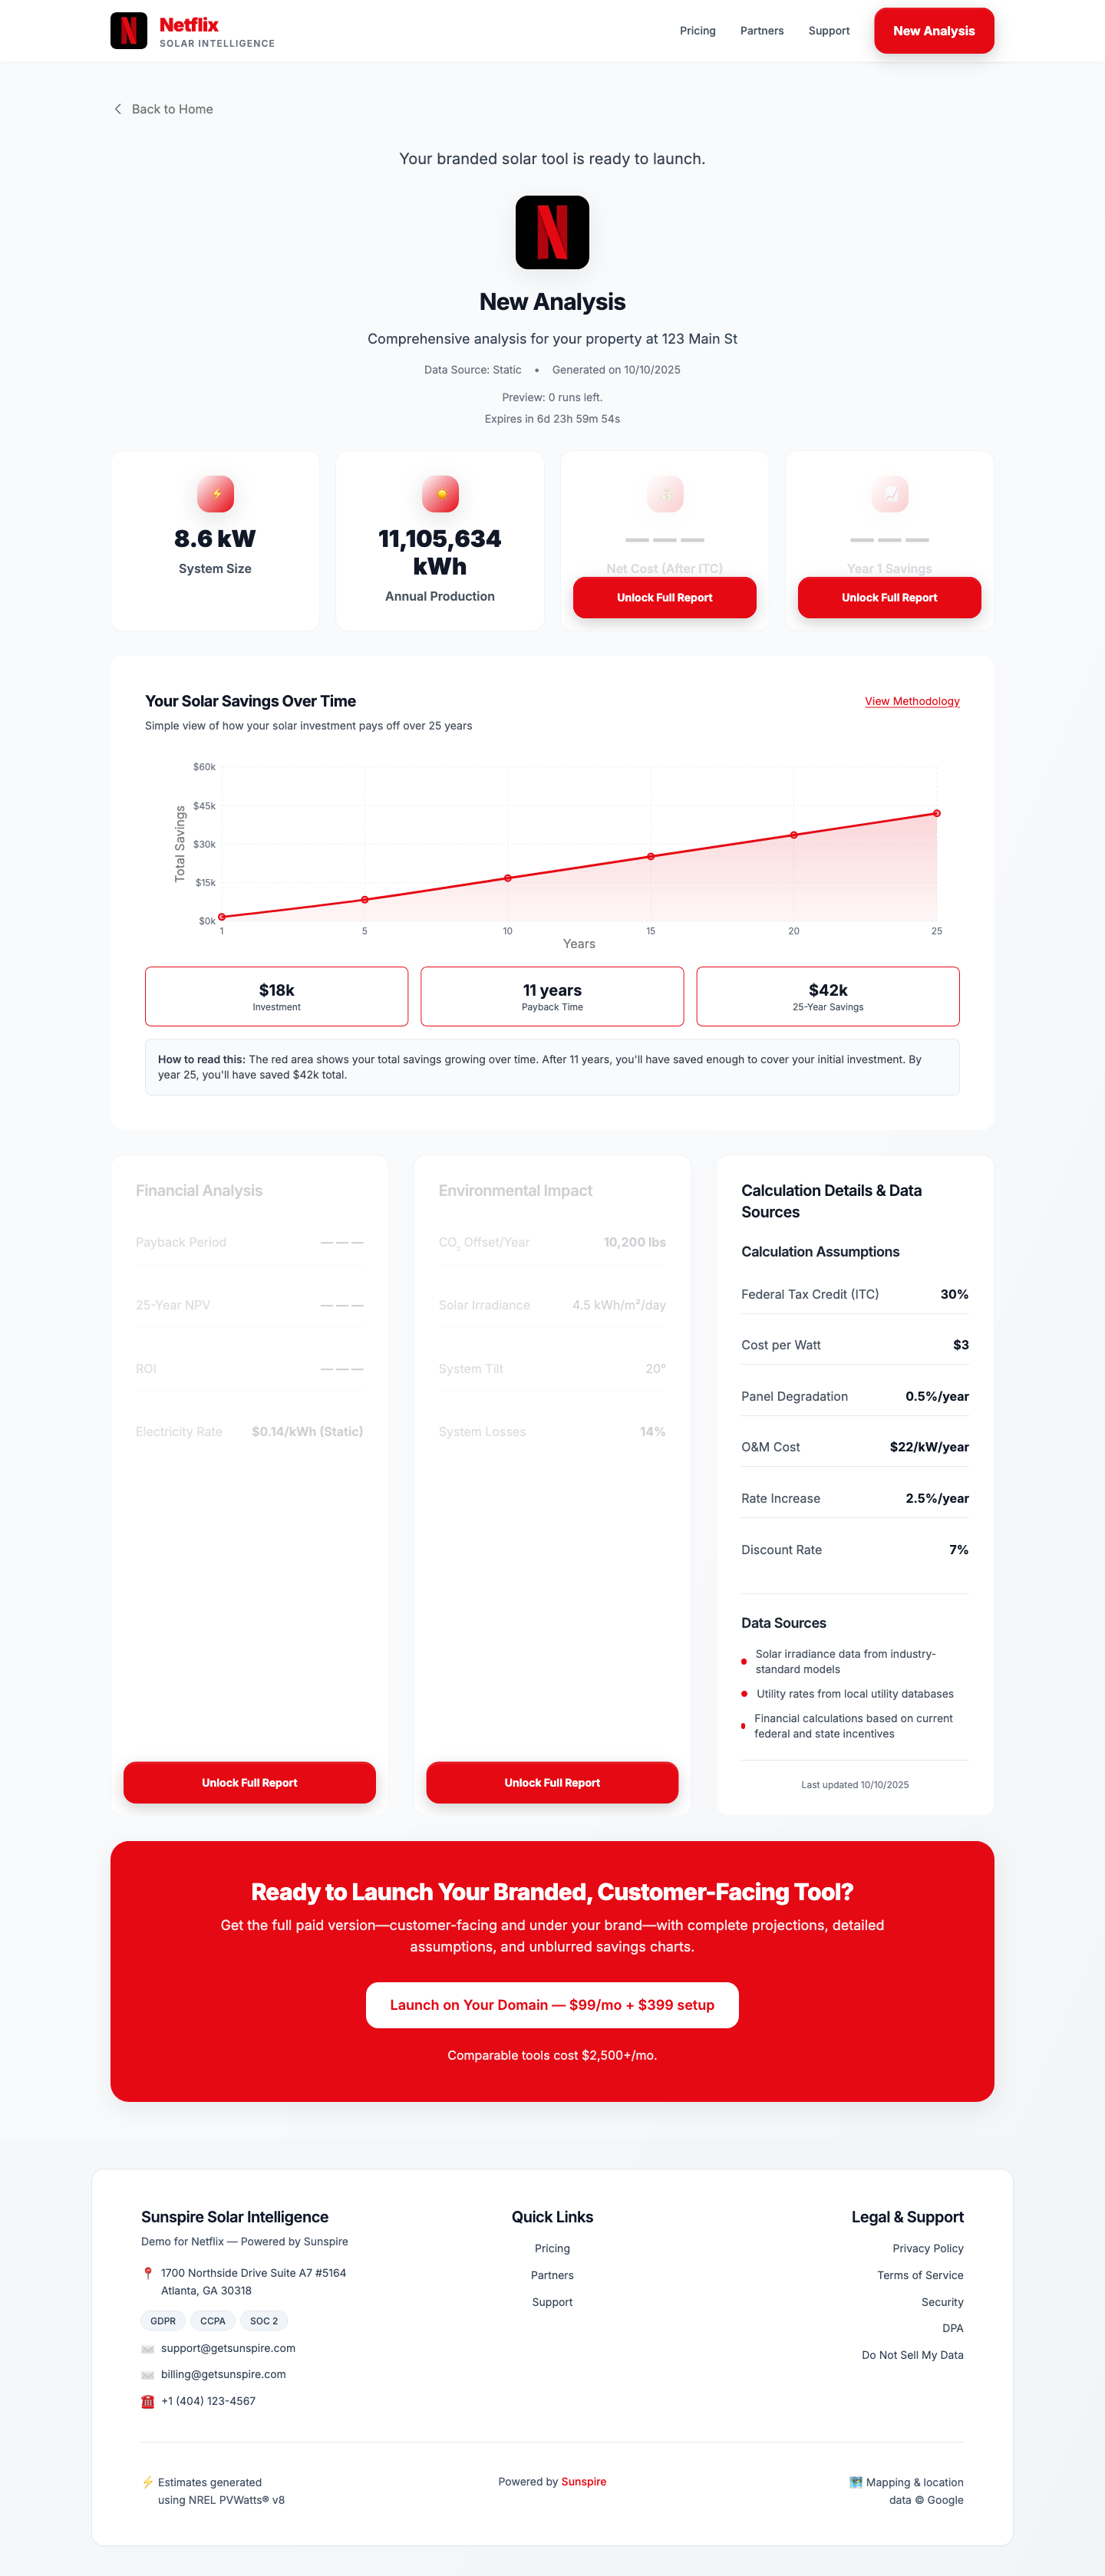 Netflix
SOLAR INTELLIGENCE
Pricing
Partners
Support
New Analysis
Back to Home
Your branded solar tool is ready to launch.
New Analysis
Comprehensive analysis for your property at 123 Main St
Data Source: Static • Generated on 10/10/2025
Preview: 0 runs left.
Expires in 6d 23h 59m 54s
8.6 kW
System Size
11,105,634
kWh
Annual Production
— — —
Net Cost (After ITC)
Unlock Full Report
— — —
Year 1 Savings
Unlock Full Report
Your Solar Savings Over Time
View Methodology
Simple view of how your solar investment pays off over 25 years
Total Savings
$60k
$45k
$30k
$15k
$0k
1
5
10
15
20
25
Years
$18k
Investment
11 years
Payback Time
$42k
25-Year Savings
How to read this: The red area shows your total savings growing over time. After 11 years, you'll have saved enough to cover your initial investment. By
year 25, you'll have saved $42k total.
Financial Analysis
Payback Period — — —
25-Year NPV — — —
ROI — — —
Electricity Rate $0.14/kWh (Static)
Unlock Full Report
Environmental Impact
CO₂ Offset/Year 10,200 lbs
Solar Irradiance 4.5 kWh/m²/day
System Tilt 20°
System Losses 14%
Unlock Full Report
Calculation Details & Data
Sources
Calculation Assumptions
Federal Tax Credit (ITC) 30%
Cost per Watt $3
Panel Degradation 0.5%/year
O&M Cost $22/kW/year
Rate Increase 2.5%/year
Discount Rate 7%
Data Sources
Solar irradiance data from industry-
standard models
Utility rates from local utility databases
Financial calculations based on current
federal and state incentives
Last updated 10/10/2025
Ready to Launch Your Branded, Customer-Facing Tool?
Get the full paid version—customer-facing and under your brand—with complete projections, detailed
assumptions, and unblurred savings charts.
Launch on Your Domain — $99/mo + $399 setup
Comparable tools cost $2,500+/mo.
Sunspire Solar Intelligence
Demo for Netflix — Powered by Sunspire
1700 Northside Drive Suite A7 #5164
Atlanta, GA 30318
GDPR
CCPA
SOC 2
support@getsunspire.com
billing@getsunspire.com
+1 (404) 123-4567
Quick Links
Pricing
Partners
Support
Legal & Support
Privacy Policy
Terms of Service
Security
DPA
Do Not Sell My Data
Estimates generated
using NREL PVWatts® v8
Powered by Sunspire
Mapping & location
data © Google